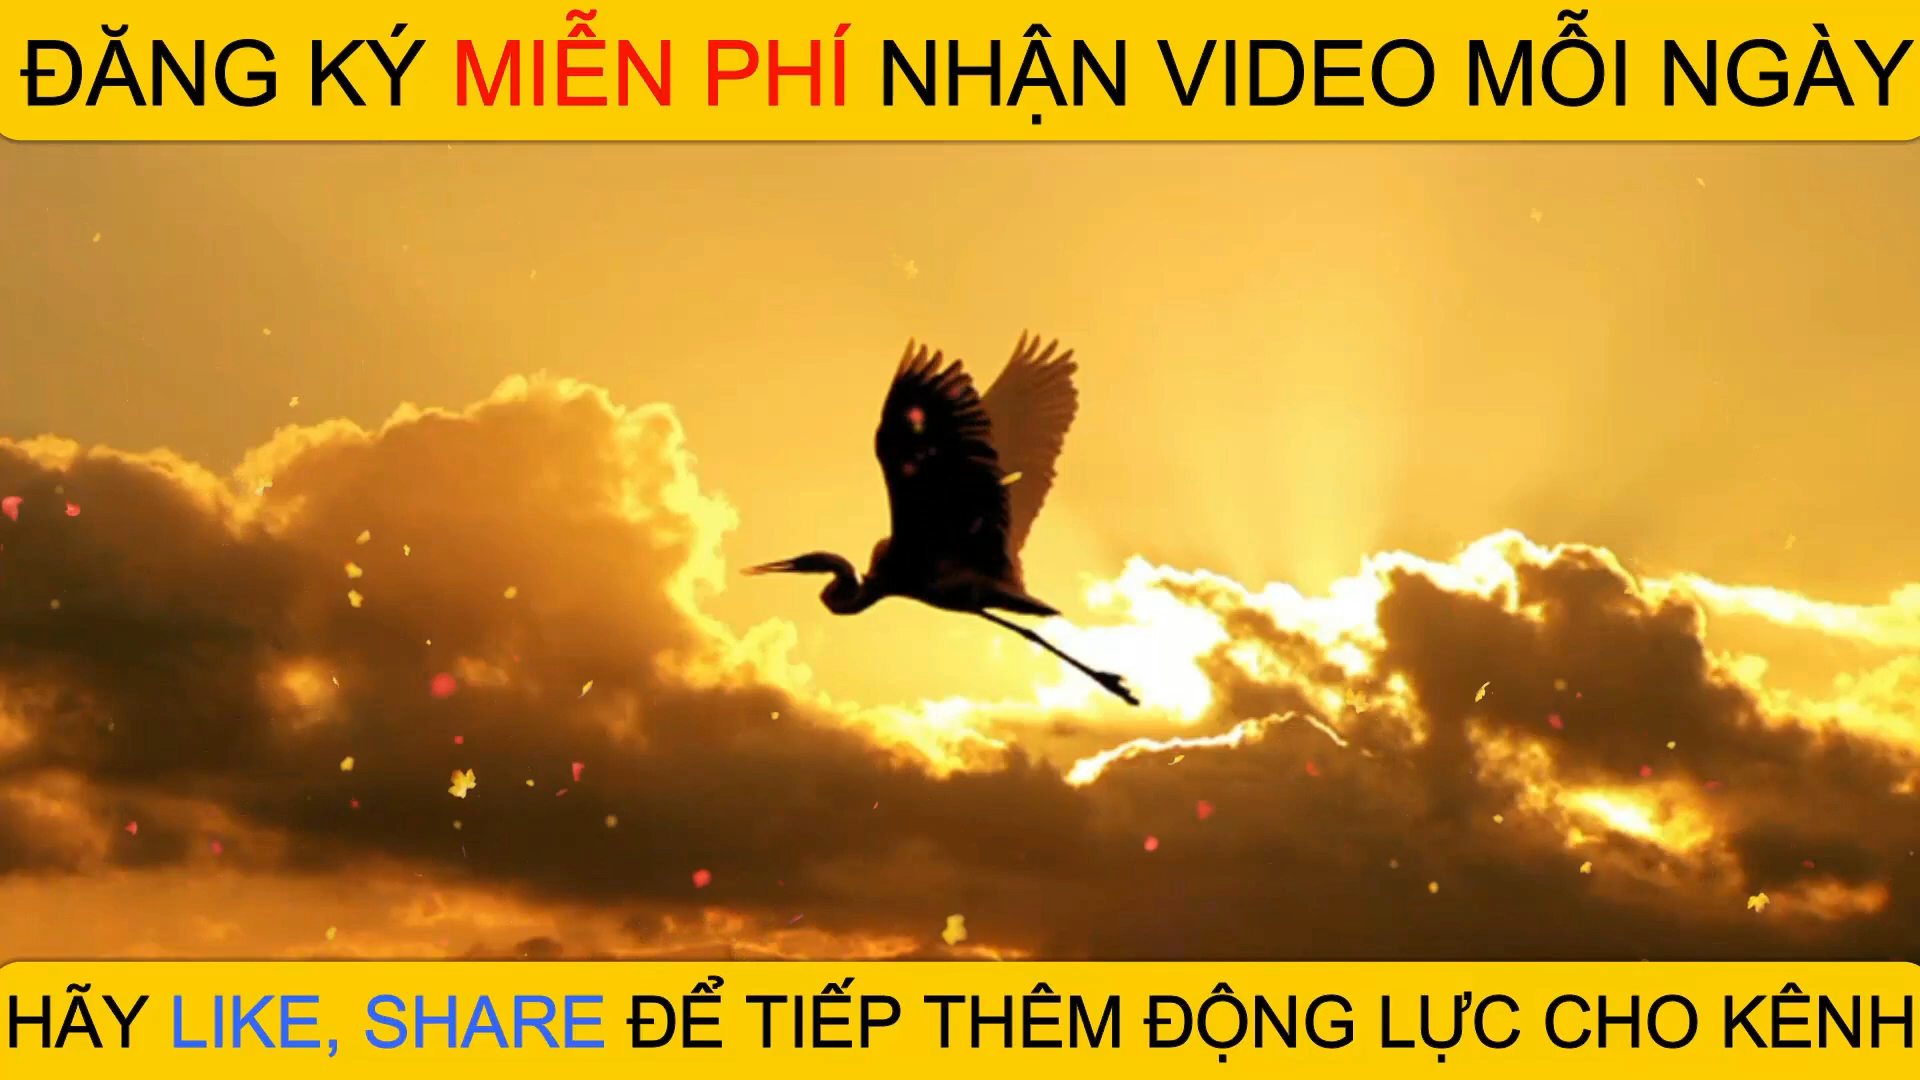 ĐĂNG KÝ MIỄN PHÍ NHẬN VIDEO MỖI NGÀY
HÃY LIKE, SHARE ĐỂ TIẾP THÊM ĐỘNG LỰC CHO KÊNH